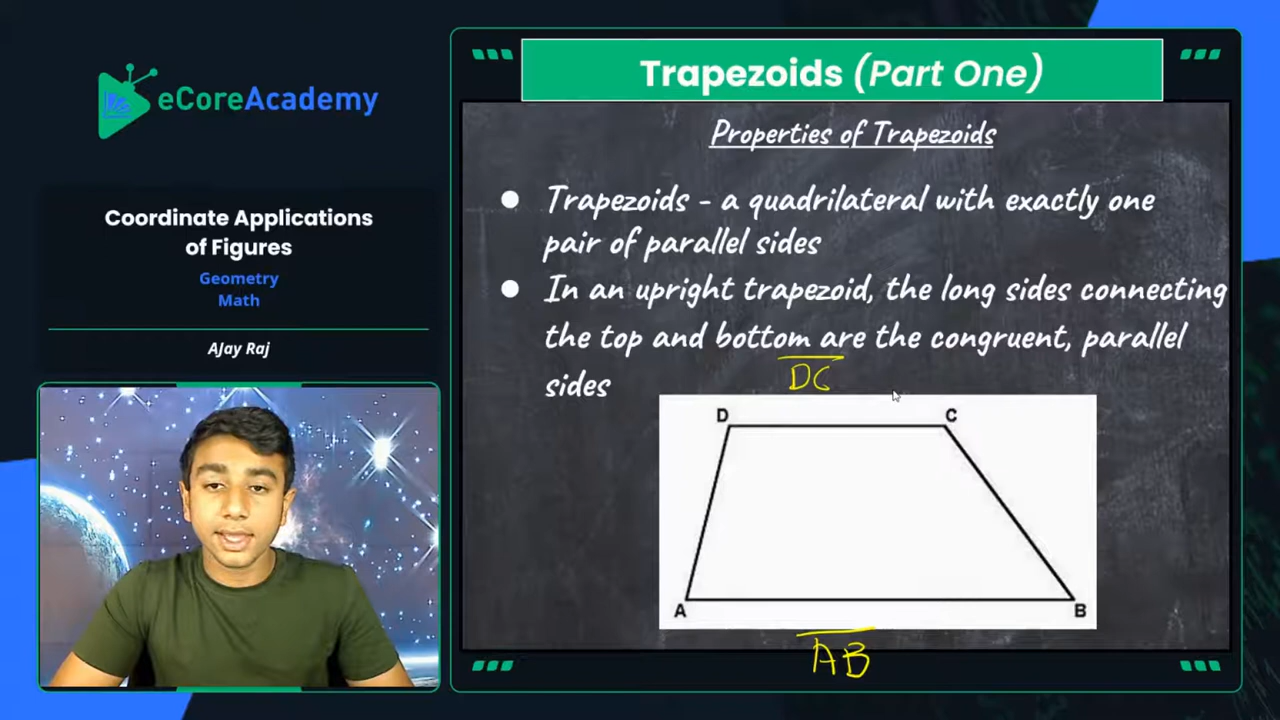 eCoreAcademy
Coordinate Applications
of Figures
Geometry
Math
AJay Raj
Trapezoids (Part One)
Properties of Trapezoids
Trapezoids - a quadrilateral with exactly one
pair of parallel sides
In an upright trapezoid, the long sides connecting
the top and bottom are the congruent, parallel
sides
DC
D
C
A
B
AB